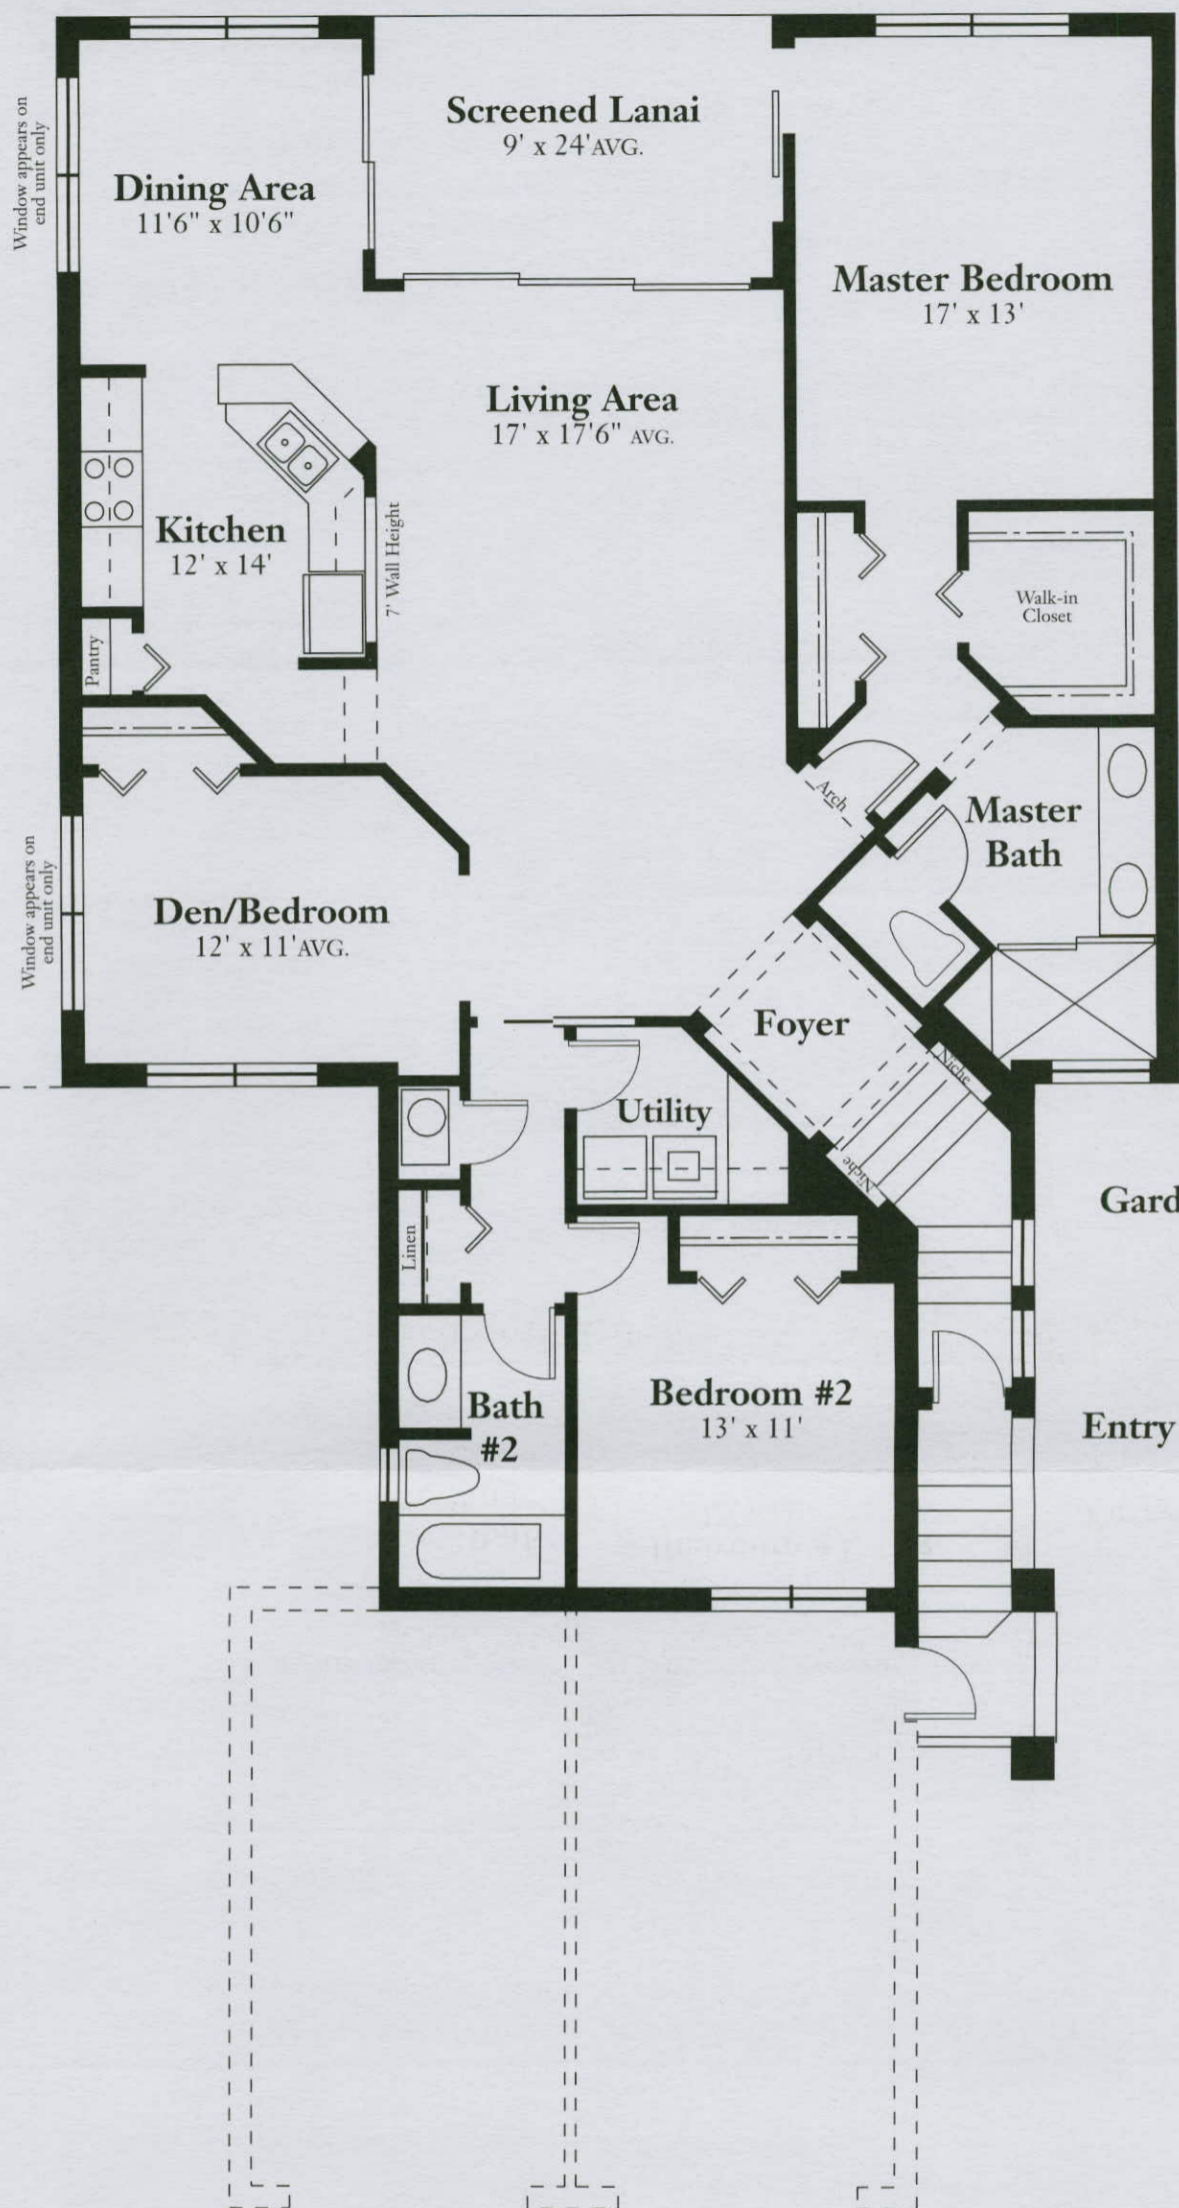 Window appears on
end unit only
Dining Area
11'6" x 10'6"
Screened Lanai
9' x 24'AVG.
Master Bedroom
17' x 13'
Living Area
17' x 17'6" AVG.
Kitchen
12' x 14'
7' Wall Height
Pantry
Walk-in
Closet
Arch
Master
Bath
Window appears on
end unit only
Den/Bedroom
12' x 11'AVG.
Foyer
Niche
Niche
Utility
Linen
Gard
Bath
#2
Bedroom #2
13' x 11'
Entry